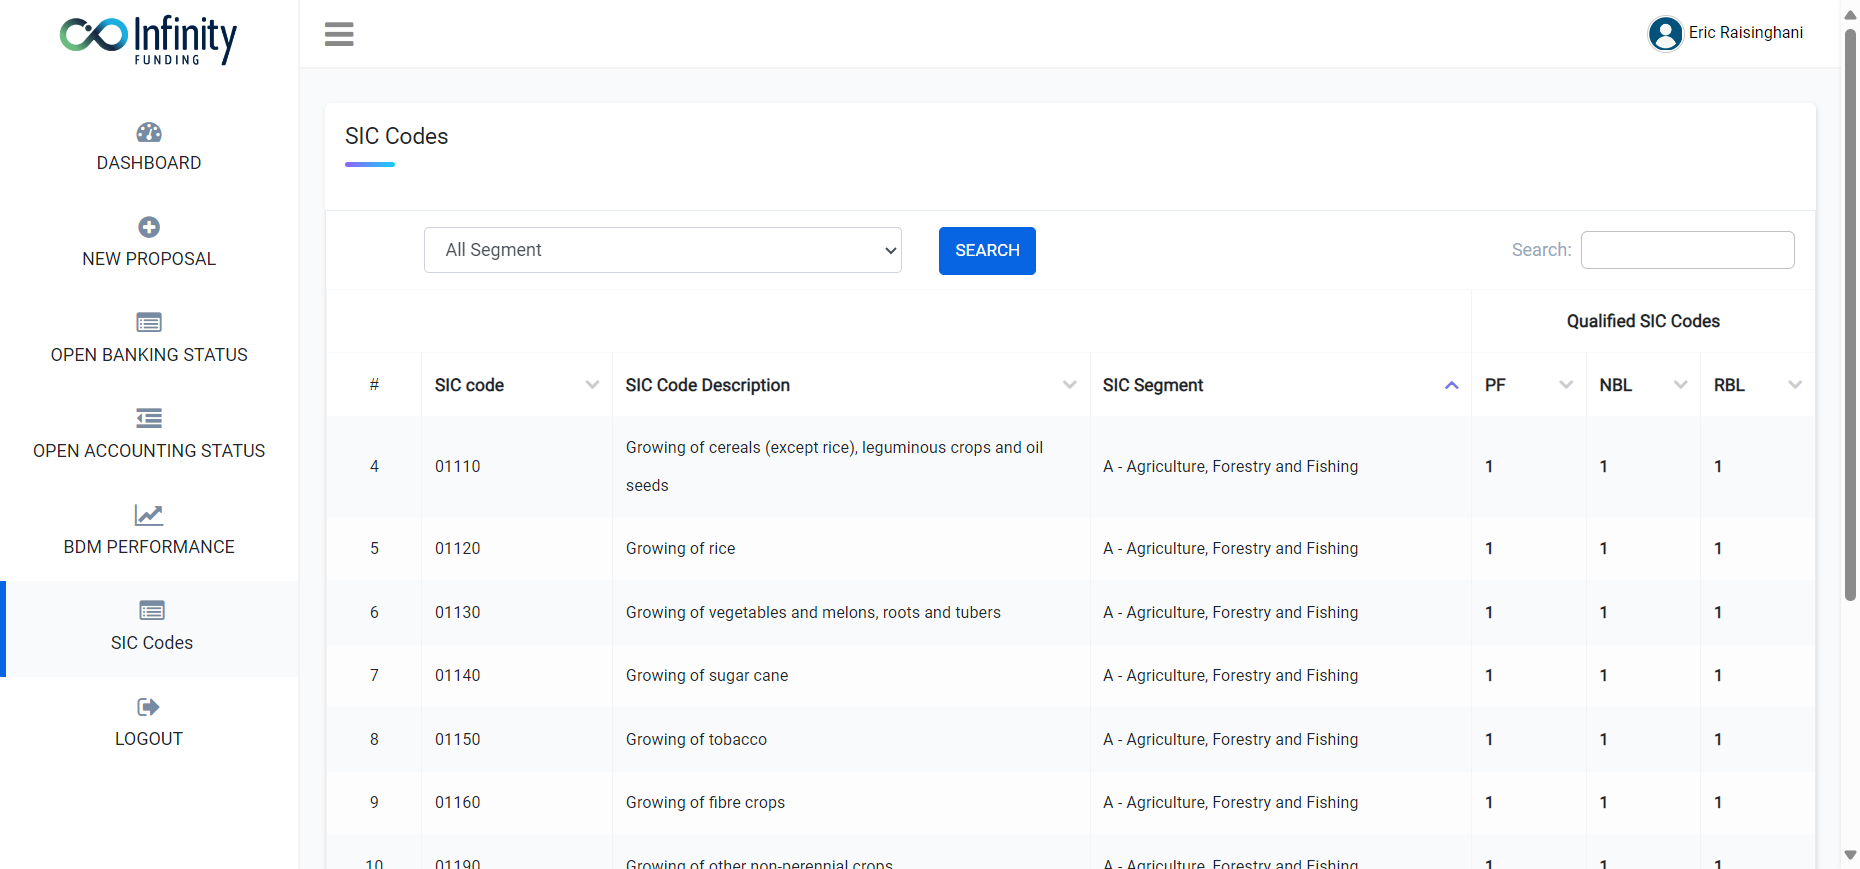 Infinity
FUNDING
Eric Raisinghani
DASHBOARD
NEW PROPOSAL
OPEN BANKING STATUS
OPEN ACCOUNTING STATUS
BDM PERFORMANCE
SIC Codes
LOGOUT
SIC Codes
All Segment
SEARCH
Search:
Qualified SIC Codes
# SIC code SIC Code Description SIC Segment PF NBL RBL
4 01110 Growing of cereals (except rice), leguminous crops and oil seeds A - Agriculture, Forestry and Fishing 1 1 1
5 01120 Growing of rice A - Agriculture, Forestry and Fishing 1 1 1
6 01130 Growing of vegetables and melons, roots and tubers A - Agriculture, Forestry and Fishing 1 1 1
7 01140 Growing of sugar cane A - Agriculture, Forestry and Fishing 1 1 1
8 01150 Growing of tobacco A - Agriculture, Forestry and Fishing 1 1 1
9 01160 Growing of fibre crops A - Agriculture, Forestry and Fishing 1 1 1
10 01190 Growing of other non-perennial crops A - Agriculture, Forestry and Fishing 1 1 1